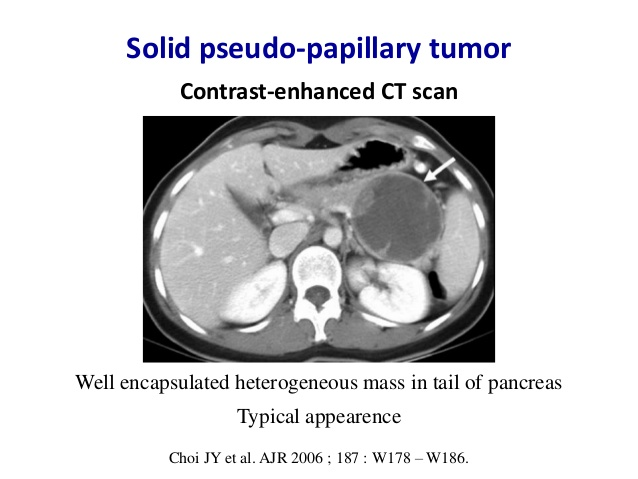 Solid pseudo-papillary tumor
Contrast-enhanced CT scan
Well encapsulated heterogeneous mass in tail of pancreas
Typical appearence
Choi JY et al. AJR 2006 ; 187 : W178 – W186.